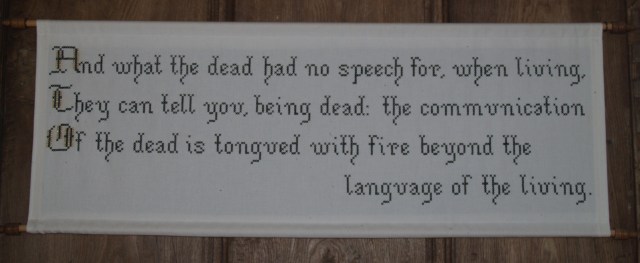 And what the dead had no speech for, when living,
They can tell you, being dead: the communication
Of the dead is tongued with fire beyond the
language of the living.